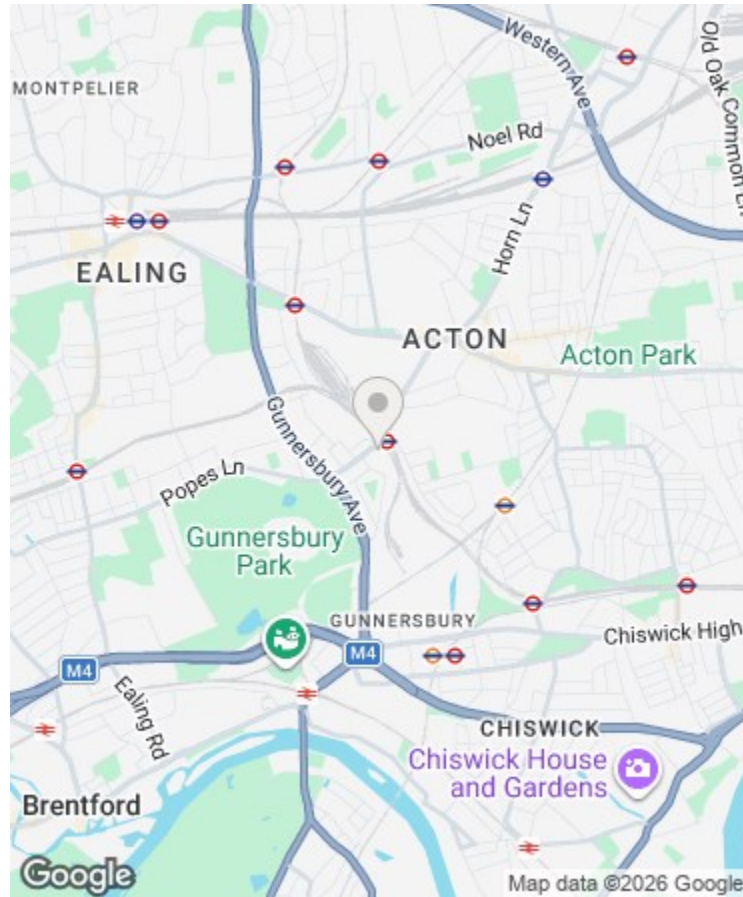 Western Ave
Old Oak Common Ln
MONTPELIER
Noel Rd
Horn Ln
EALING
ACTON
Acton Park
Gunnersbury Ave
Popes Ln
Gunnersbury
Park
GUNNERSBURY
Chiswick High
M4
M4
Ealing Rd
CHISWICK
Chiswick House
and Gardens
Brentford
Google
Map data ©2026 Google